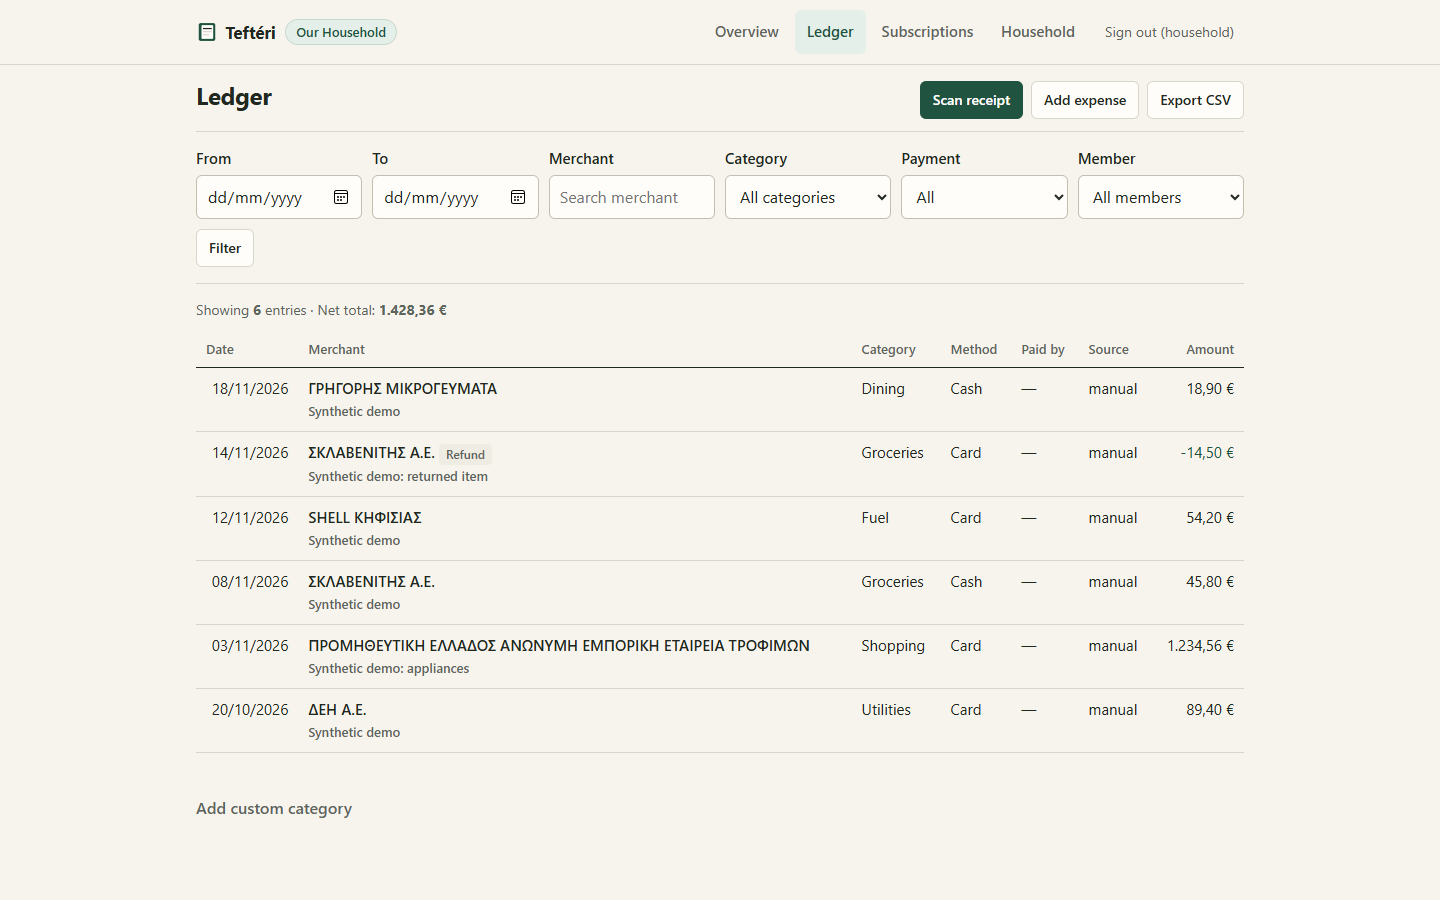 Teftéri Our Household Overview Ledger Subscriptions Household Sign out (household)
Ledger Scan receipt Add expense Export CSV
From To Merchant Category Payment Member
dd/mm/yyyy dd/mm/yyyy Search merchant All categories All All members
Filter
Showing 6 entries · Net total: 1.428,36 €
Date Merchant Category Method Paid by Source Amount
18/11/2026 ΓΡΗΓΟΡΗΣ ΜΙΚΡΟΓΕΥΜΑΤΑ Dining Cash — manual 18,90 €
Synthetic demo
14/11/2026 ΣΚΛΑΒΕΝΙΤΗΣ Α.Ε. Refund Groceries Card — manual -14,50 €
Synthetic demo: returned item
12/11/2026 SHELL ΚΗΦΙΣΙΑΣ Fuel Card — manual 54,20 €
Synthetic demo
08/11/2026 ΣΚΛΑΒΕΝΙΤΗΣ Α.Ε. Groceries Cash — manual 45,80 €
Synthetic demo
03/11/2026 ΠΡΟΜΗΘΕΥΤΙΚΗ ΕΛΛΑΔΟΣ ΑΝΩΝΥΜΗ ΕΜΠΟΡΙΚΗ ΕΤΑΙΡΕΙΑ ΤΡΟΦΙΜΩΝ Shopping Card — manual 1.234,56 €
Synthetic demo: appliances
20/10/2026 ΔΕΗ Α.Ε. Utilities Card — manual 89,40 €
Synthetic demo
Add custom category